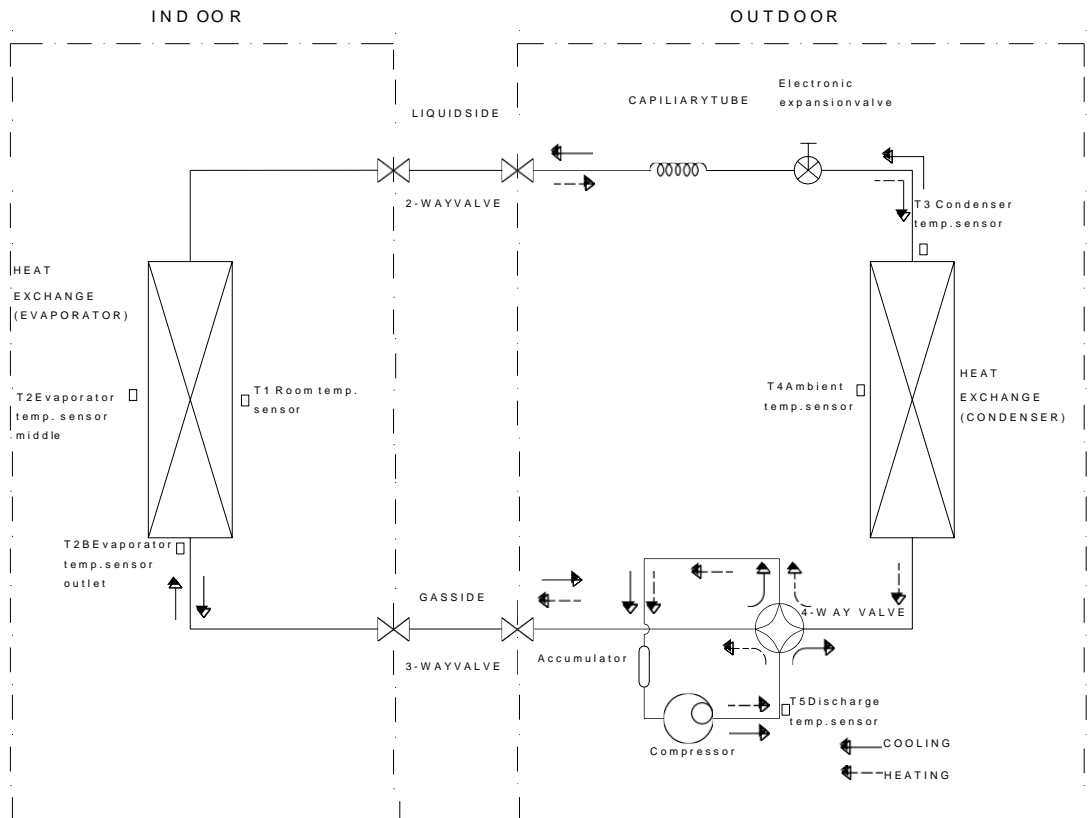 INDOOR
OUTDOOR
Electronic
expansionvalve
CAPILIARYTUBE
LIQUIDSIDE
2-WAYVALVE
T3 Condenser
temp.sensor
HEAT
EXCHANGE
(EVAPORATOR)
T2Evaporator
temp. sensor
middle
T1 Room temp.
sensor
T4Ambient
temp.sensor
HEAT
EXCHANGE
(CONDENSER)
T2BEvaporator
temp.sensor
outlet
GASSIDE
3-WAYVALVE
4-WAY VALVE
Accumulator
T5Discharge
temp.sensor
Compressor
COOLING
HEATING